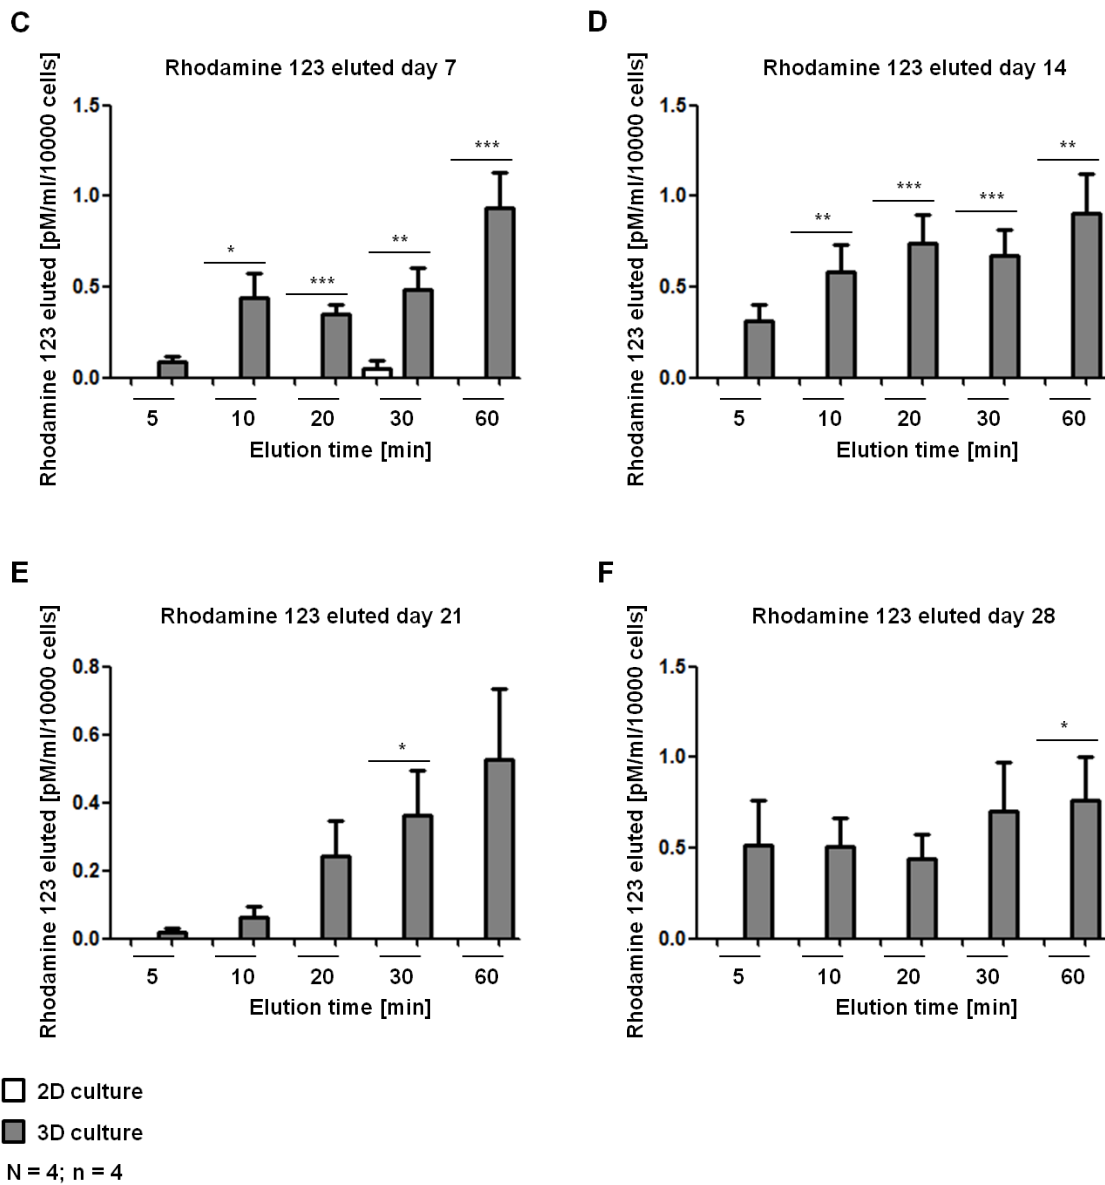 C
Rhodamine 123 eluted day 7
Rhodamine 123 eluted [pM/ml/10000 cells]
1.5
1.0
0.5
0.0
*
***
**
***
5 10 20 30 60
Elution time [min]
D
Rhodamine 123 eluted day 14
Rhodamine 123 eluted [pM/ml/10000 cells]
1.5
1.0
0.5
0.0
**
***
***
**
5 10 20 30 60
Elution time [min]
E
Rhodamine 123 eluted day 21
Rhodamine 123 eluted [pM/ml/10000 cells]
0.8
0.6
0.4
0.2
0.0
*
5 10 20 30 60
Elution time [min]
F
Rhodamine 123 eluted day 28
Rhodamine 123 eluted [pM/ml/10000 cells]
1.5
1.0
0.5
0.0
*
5 10 20 30 60
Elution time [min]
2D culture
3D culture
N = 4; n = 4